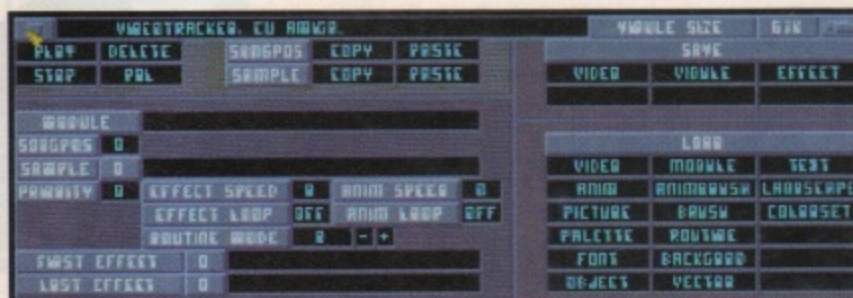 VIDEOTRACKER. CU AMIGA. VIDULE SIZE 61K
PLAY DELETE SONGPOS COPY PASTE SAVE
STOP PAL SAMPLE COPY PASTE VIDEO VIDULE EFFECT
MODULE LOAD
SONGPOS 0
SAMPLE 0 VIDEO MODULE TEXT
PRIORITY 0 EFFECT SPEED 0 ANIM SPEED 0 ANIM ANIMBRUSH LANDSCAPE
EFFECT LOOP OFF ANIM LOOP OFF PICTURE BRUSH COLORSET
ROUTINE MODE 0 - + PALETTE ROUTINE
FIRST EFFECT 0 FONT
LAST EFFECT 0 OBJECT VECTOR